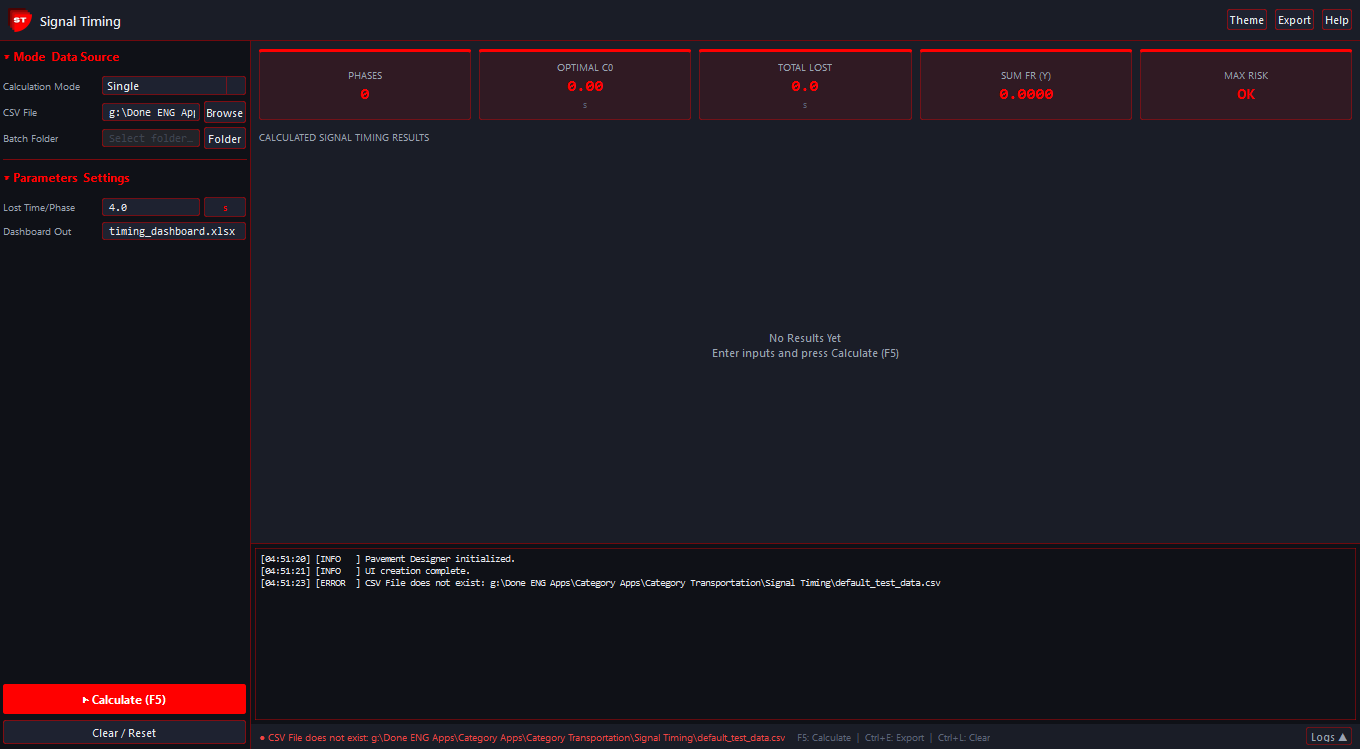 ST Signal Timing Theme Export Help
▾ Mode Data Source
Calculation Mode Single
CSV File g:\Done ENG App Browse
Batch Folder Select folder… Folder
▾ Parameters Settings
Lost Time/Phase 4.0 s
Dashboard Out timing_dashboard.xlsx
Calculate (F5)
Clear / Reset
PHASES
0
OPTIMAL C0
0.00
s
TOTAL LOST
0.0
s
SUM FR (Y)
0.0000
MAX RISK
OK
CALCULATED SIGNAL TIMING RESULTS
No Results Yet
Enter inputs and press Calculate (F5)
[04:51:20] [INFO   ] Pavement Designer initialized.
[04:51:21] [INFO   ] UI creation complete.
[04:51:23] [ERROR  ] CSV File does not exist: g:\Done ENG Apps\Category Apps\Category Transportation\Signal Timing\default_test_data.csv
● CSV File does not exist: g:\Done ENG Apps\Category Apps\Category Transportation\Signal Timing\default_test_data.csv F5: Calculate | Ctrl+E: Export | Ctrl+L: Clear Logs ▲